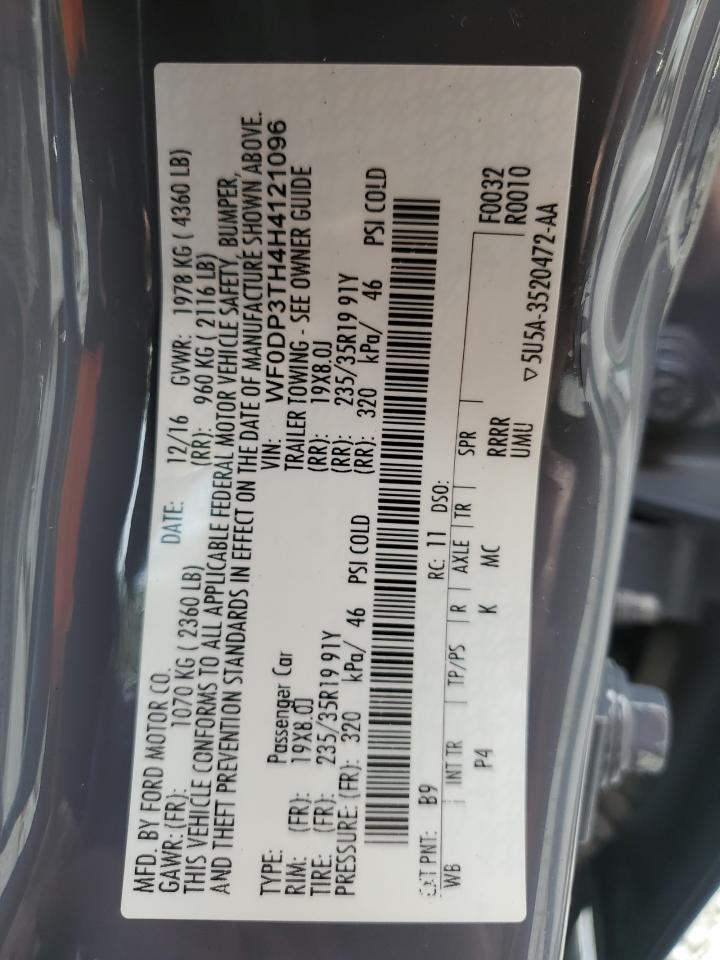 MFD. BY FORD MOTOR CO. DATE: 12/16 GVWR: 1978 KG ( 4360 LB)
GAWR: (FR): 1070 KG ( 2360 LB) (RR): 960 KG ( 2116 LB)
THIS VEHICLE CONFORMS TO ALL APPLICABLE FEDERAL MOTOR VEHICLE SAFETY, BUMPER,
AND THEFT PREVENTION STANDARDS IN EFFECT ON THE DATE OF MANUFACTURE SHOWN ABOVE.
VIN: WF0DP3TH4H4121096
TYPE: Passenger Car TRAILER TOWING - SEE OWNER GUIDE
RIM: (FR): 19X8.0J (RR): 19X8.0J
TIRE: (FR): 235/35R19 91Y (RR): 235/35R19 91Y
PRESSURE: (FR): 320 kPa/ 46 PSI COLD (RR): 320 kPa/ 46 PSI COLD
EXT PNT: B9 RC: 11 DSO: F0032
WB INT TR TP/PS R AXLE TR SPR R0010
P4 K MC RRRR
UMU ▽5U5A-3520472-AA